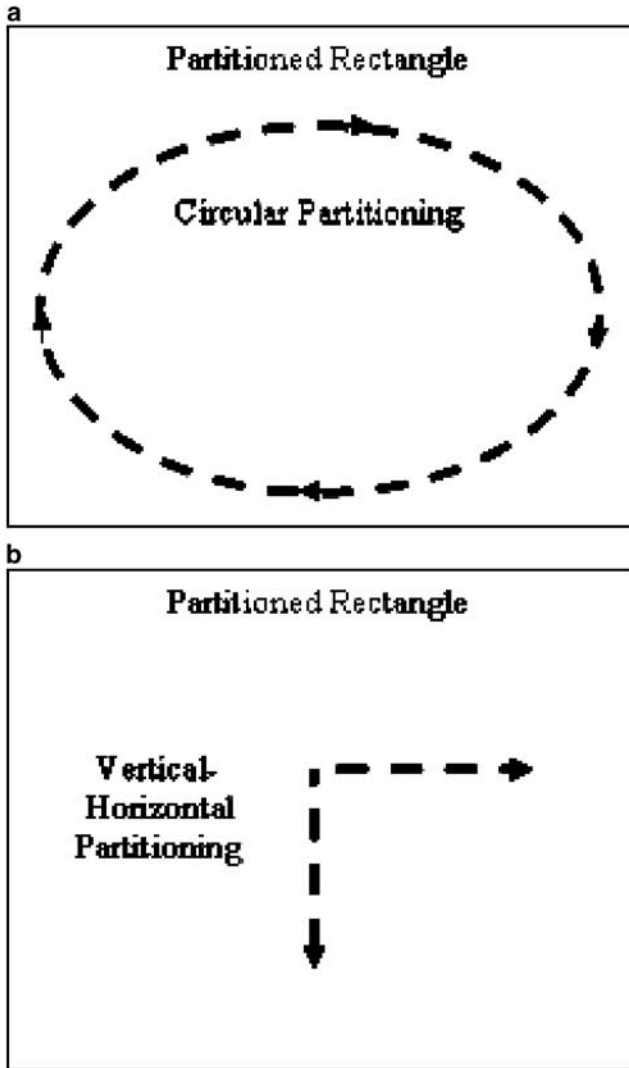 a
Partitioned Rectangle
Circular Partitioning
b
Partitioned Rectangle
Vertical-
Horizontal
Partitioning